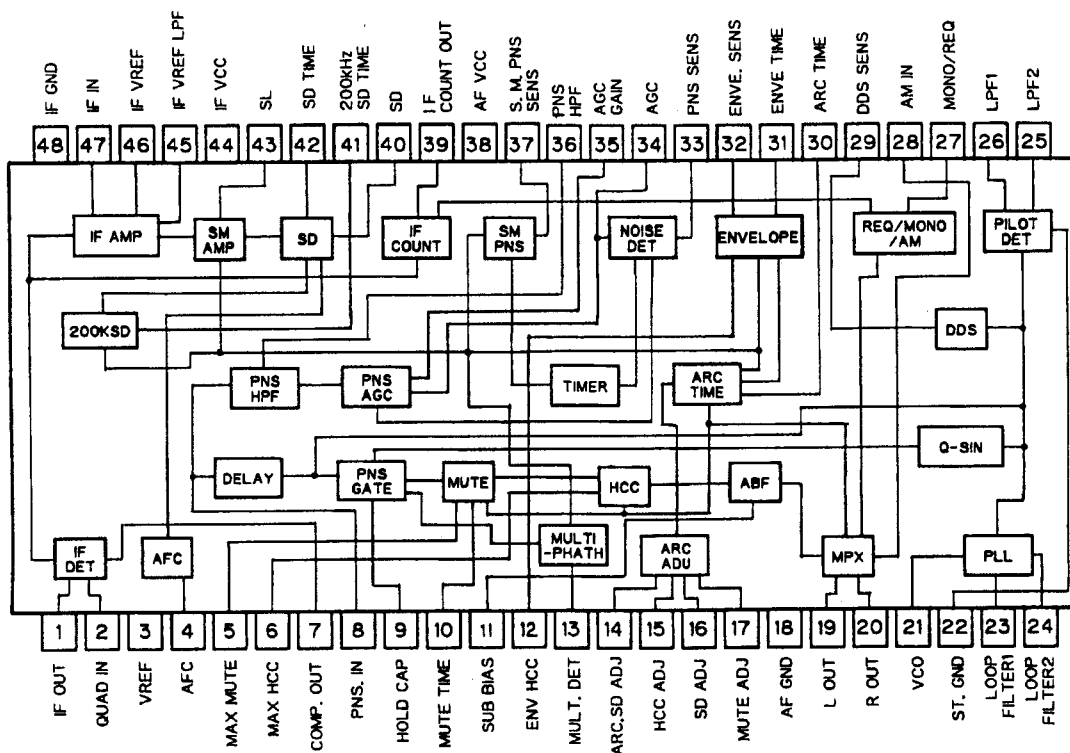 IF GND
IF IN
IF VREF
IF VREF LPF
IF VCC
SL
SD TIME
200kHz
SD TIME
SD
IF
COUNT OUT
AF VCC
S. M. PNS
SENS
PNS
HPF
AGC
GAIN
AGC
PNS SENS
ENVE. SENS
ENVE TIME
ARC TIME
DDS SENS
AM IN
MONO/REQ
LPF1
LPF2
48 47 46 45 44 43 42 41 40 39 38 37 36 35 34 33 32 31 30 29 28 27 26 25
IF AMP
SM
AMP
SD
IF
COUNT
SM
PNS
NOISE
DET
ENVELOPE
REQ/MONO
/AM
PILOT
DET
200KSD
DDS
PNS
HPF
PNS
AGC
TIMER
ARC
TIME
Q-SIN
DELAY
PNS
GATE
MUTE
HCC
ABF
IF
DET
AFC
MULTI
-PHATH
ARC
ADU
MPX
PLL
1 2 3 4 5 6 7 8 9 10 11 12 13 14 15 16 17 18 19 20 21 22 23 24
IF OUT
QUAD IN
VREF
AFC
MAX MUTE
MAX HCC
COMP. OUT
PNS. IN
HOLD CAP
MUTE TIME
SUB BIAS
ENV HCC
MULT. DET
ARC.SD ADJ
HCC ADJ
SD ADJ
MUTE ADJ
AF GND
L OUT
R OUT
VCO
ST. GND
LOOP
FILTER1
LOOP
FILTER2